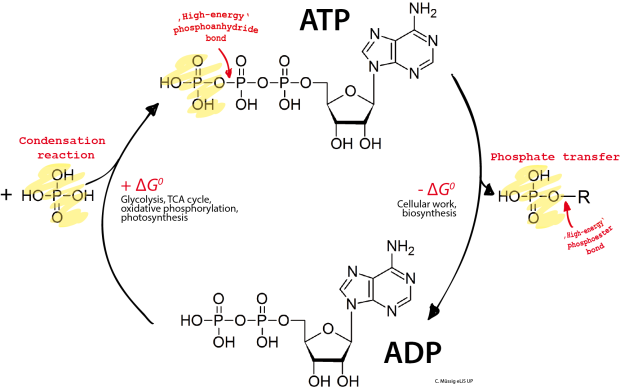 ‚High-energy‘
phosphoanhydride
bond
ATP
NH₂
N
N
N
N
O
O
O
HO-P-O-P-O-P-O
OH
OH
OH
O
OH OH
Condensation
reaction
+
OH
HO-P-OH
O
+ ΔG⁰
Glycolysis, TCA cycle,
oxidative phosphorylation,
photosynthesis
- ΔG⁰
Cellular work,
biosynthesis
Phosphate transfer
OH
HO-P-O-R
O
‚High-energy‘
phosphoester
bond
NH₂
N
N
N
N
O
O
HO-P-O-P-O
OH
OH
O
OH OH
ADP
C. Müssig eLiS UP